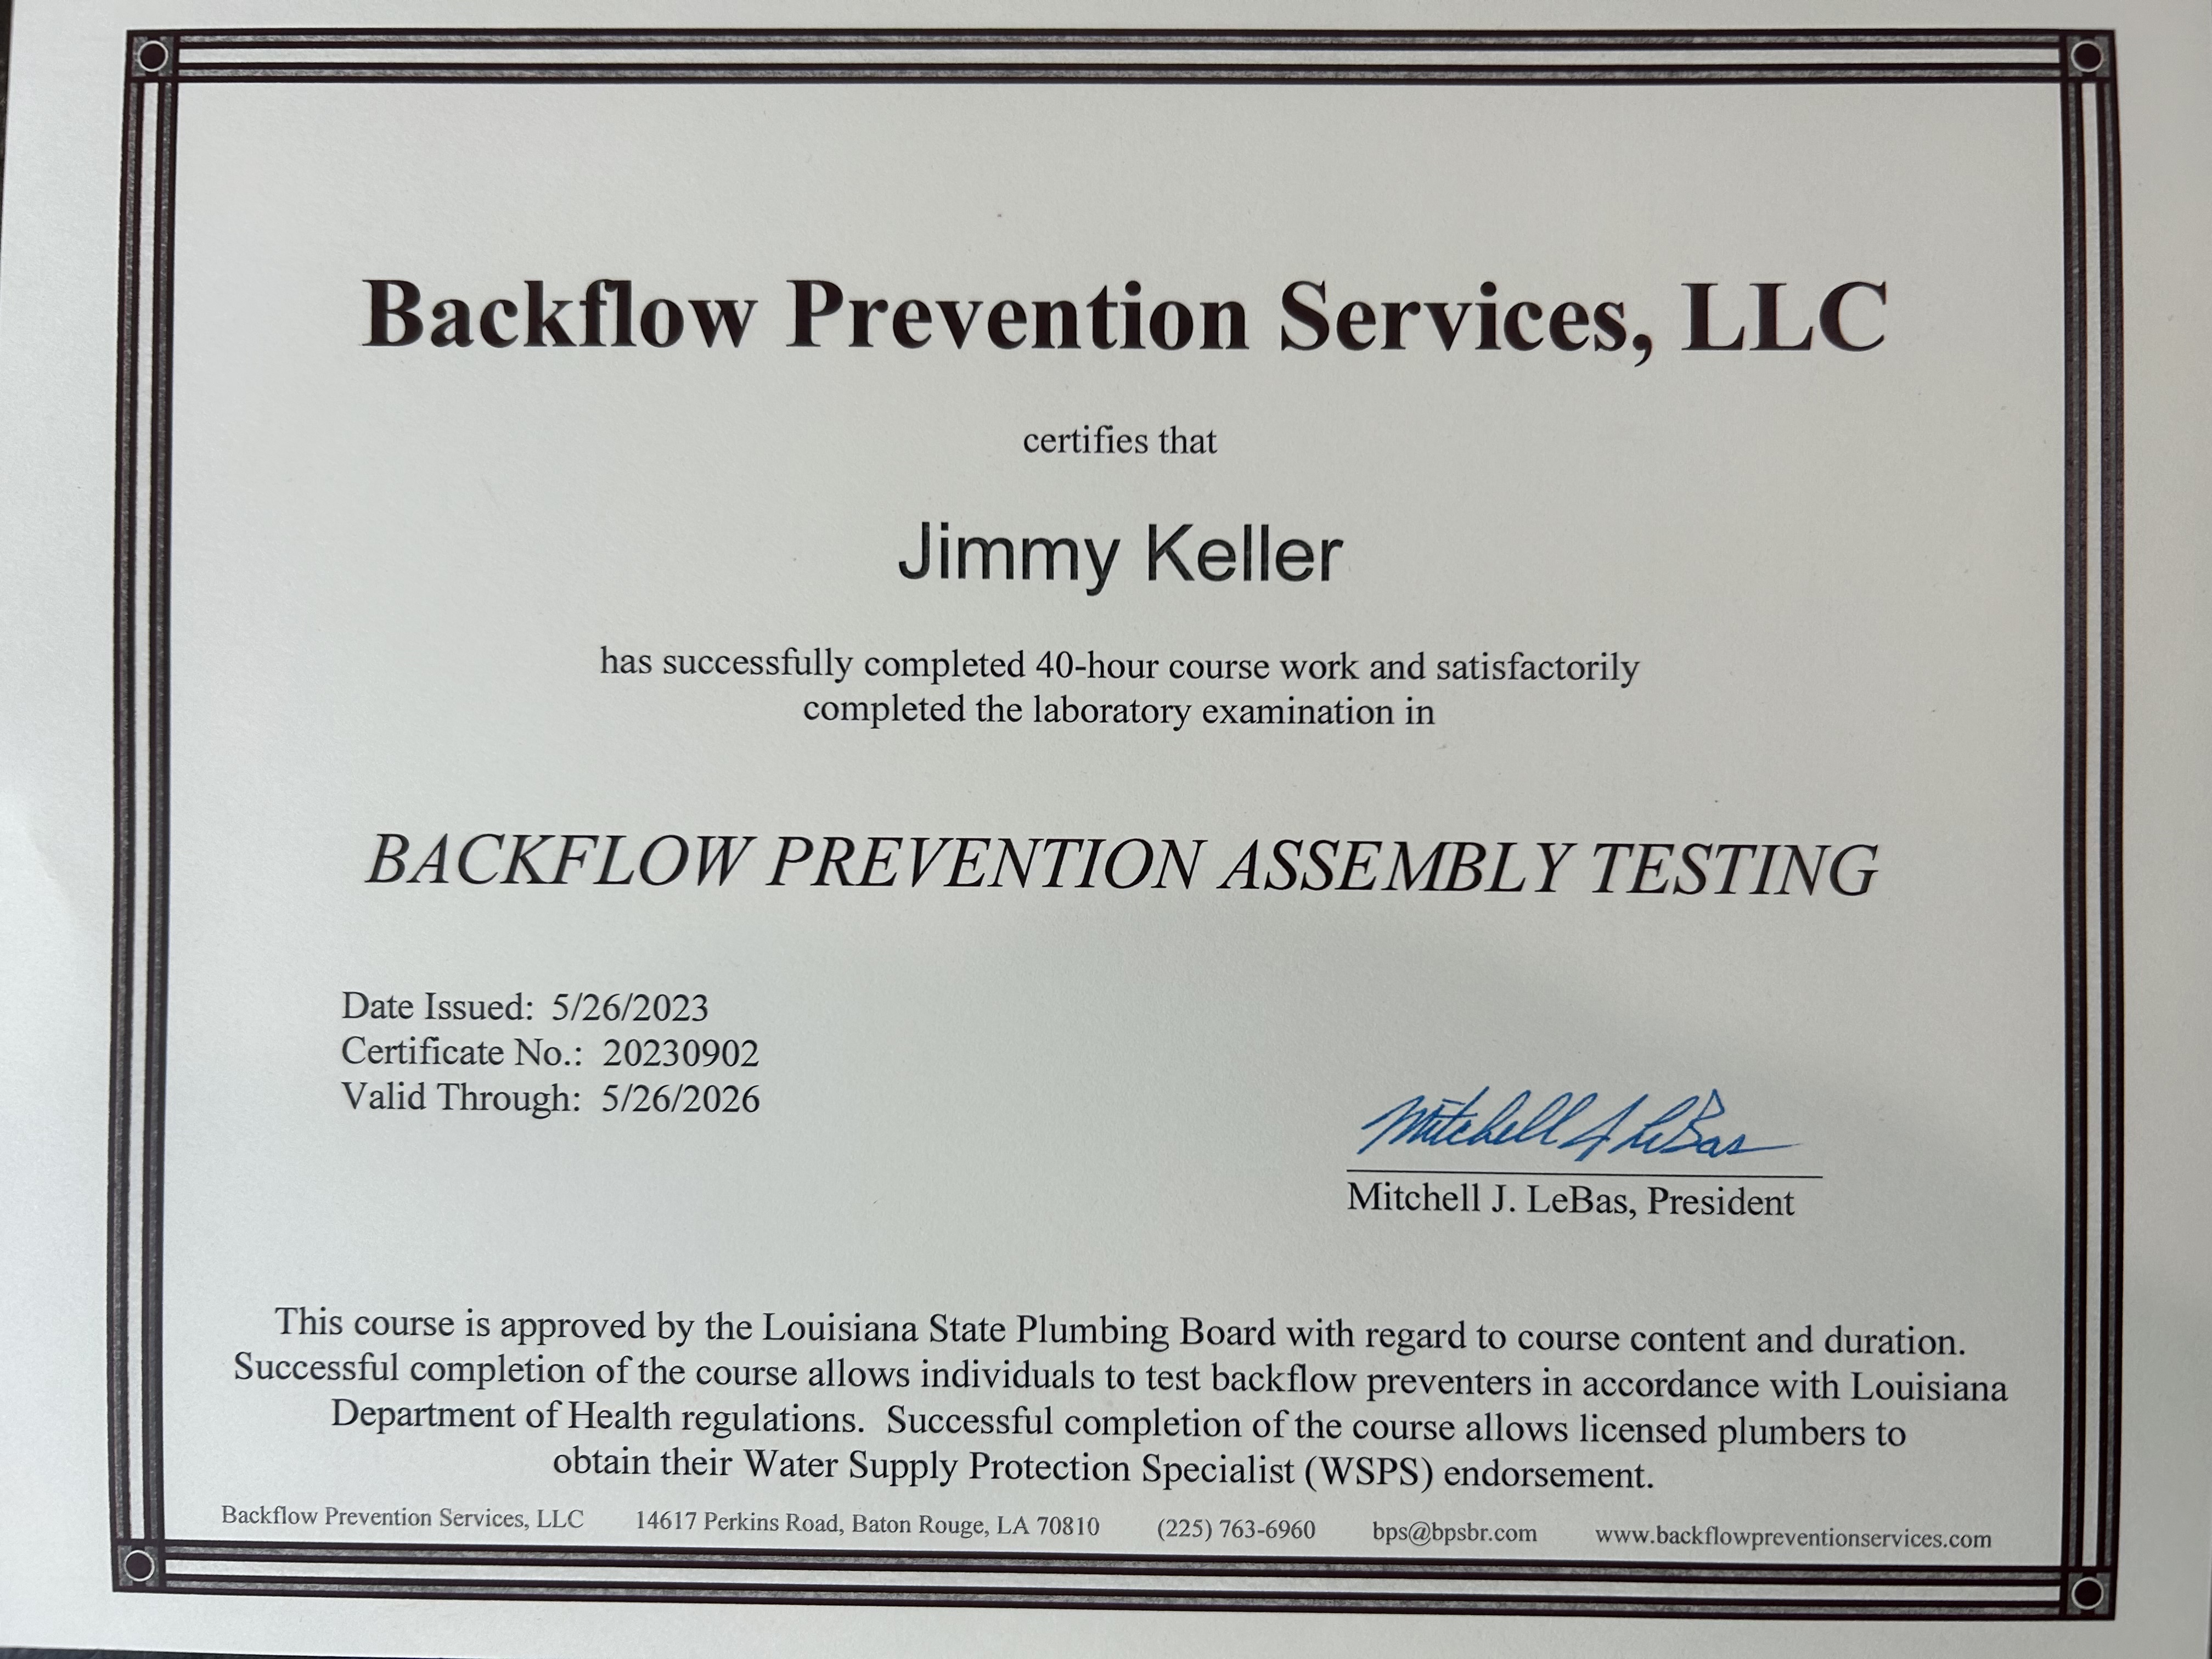 Backflow Prevention Services, LLC
certifies that
Jimmy Keller
has successfully completed 40-hour course work and satisfactorily
completed the laboratory examination in
BACKFLOW PREVENTION ASSEMBLY TESTING
Date Issued: 5/26/2023
Certificate No.: 20230902
Valid Through: 5/26/2026
Mitchell J LeBas
Mitchell J. LeBas, President
This course is approved by the Louisiana State Plumbing Board with regard to course content and duration.
Successful completion of the course allows individuals to test backflow preventers in accordance with Louisiana
Department of Health regulations. Successful completion of the course allows licensed plumbers to
obtain their Water Supply Protection Specialist (WSPS) endorsement.
Backflow Prevention Services, LLC 14617 Perkins Road, Baton Rouge, LA 70810 (225) 763-6960 bps@bpsbr.com www.backflowpreventionservices.com